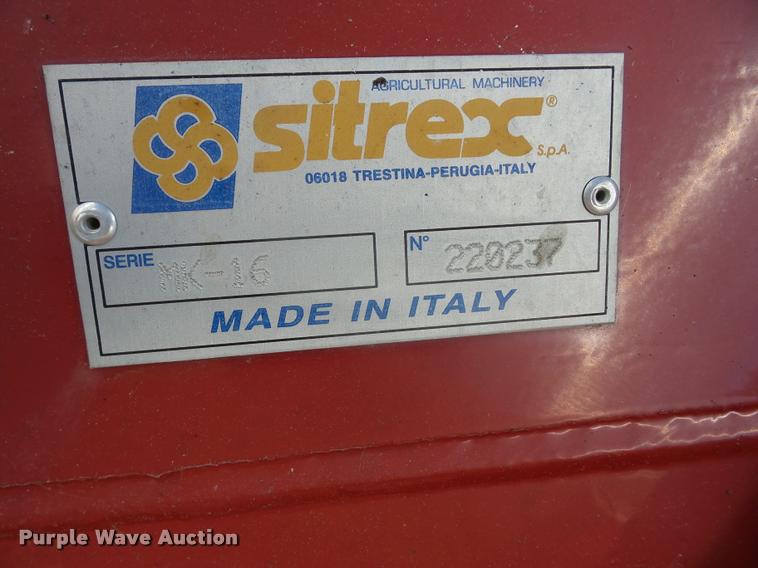 AGRICULTURAL MACHINERY
sitrex® S.p.A.
06018 TRESTINA-PERUGIA-ITALY
SERIE MK-16 N° 220237
MADE IN ITALY
Purple Wave Auction